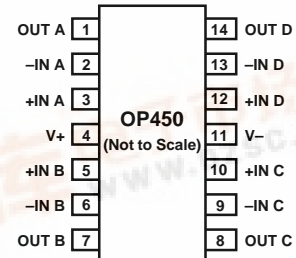 OUT A 1 14 OUT D
–IN A 2 13 –IN D
+IN A 3 12 +IN D
OP450
V+ 4 11 V–
(Not to Scale)
+IN B 5 10 +IN C
–IN B 6 9 –IN C
OUT B 7 8 OUT C